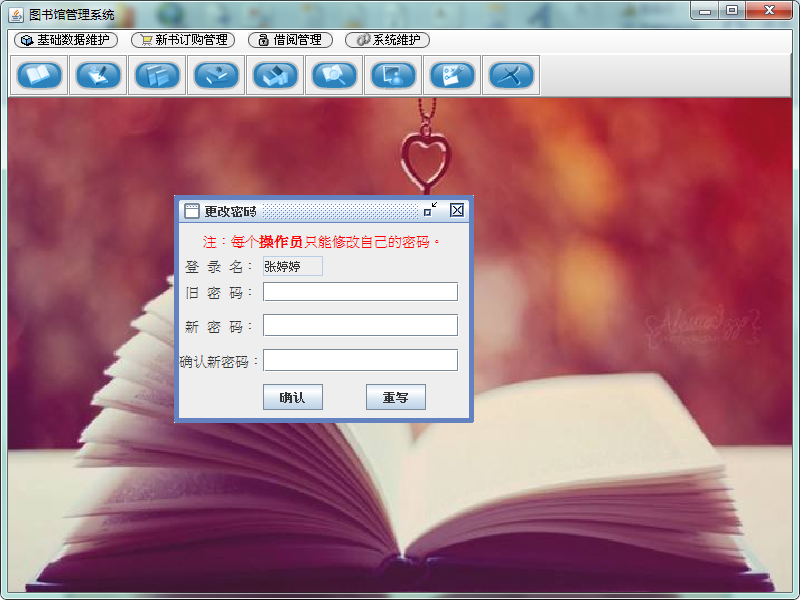 图书馆管理系统
基础数据维护 新书订购管理 借阅管理 系统维护
更改密码
注：每个操作员只能修改自己的密码。
登 录 名： 张婷婷
旧 密 码：
新 密 码：
确认新密码：
确认 重写